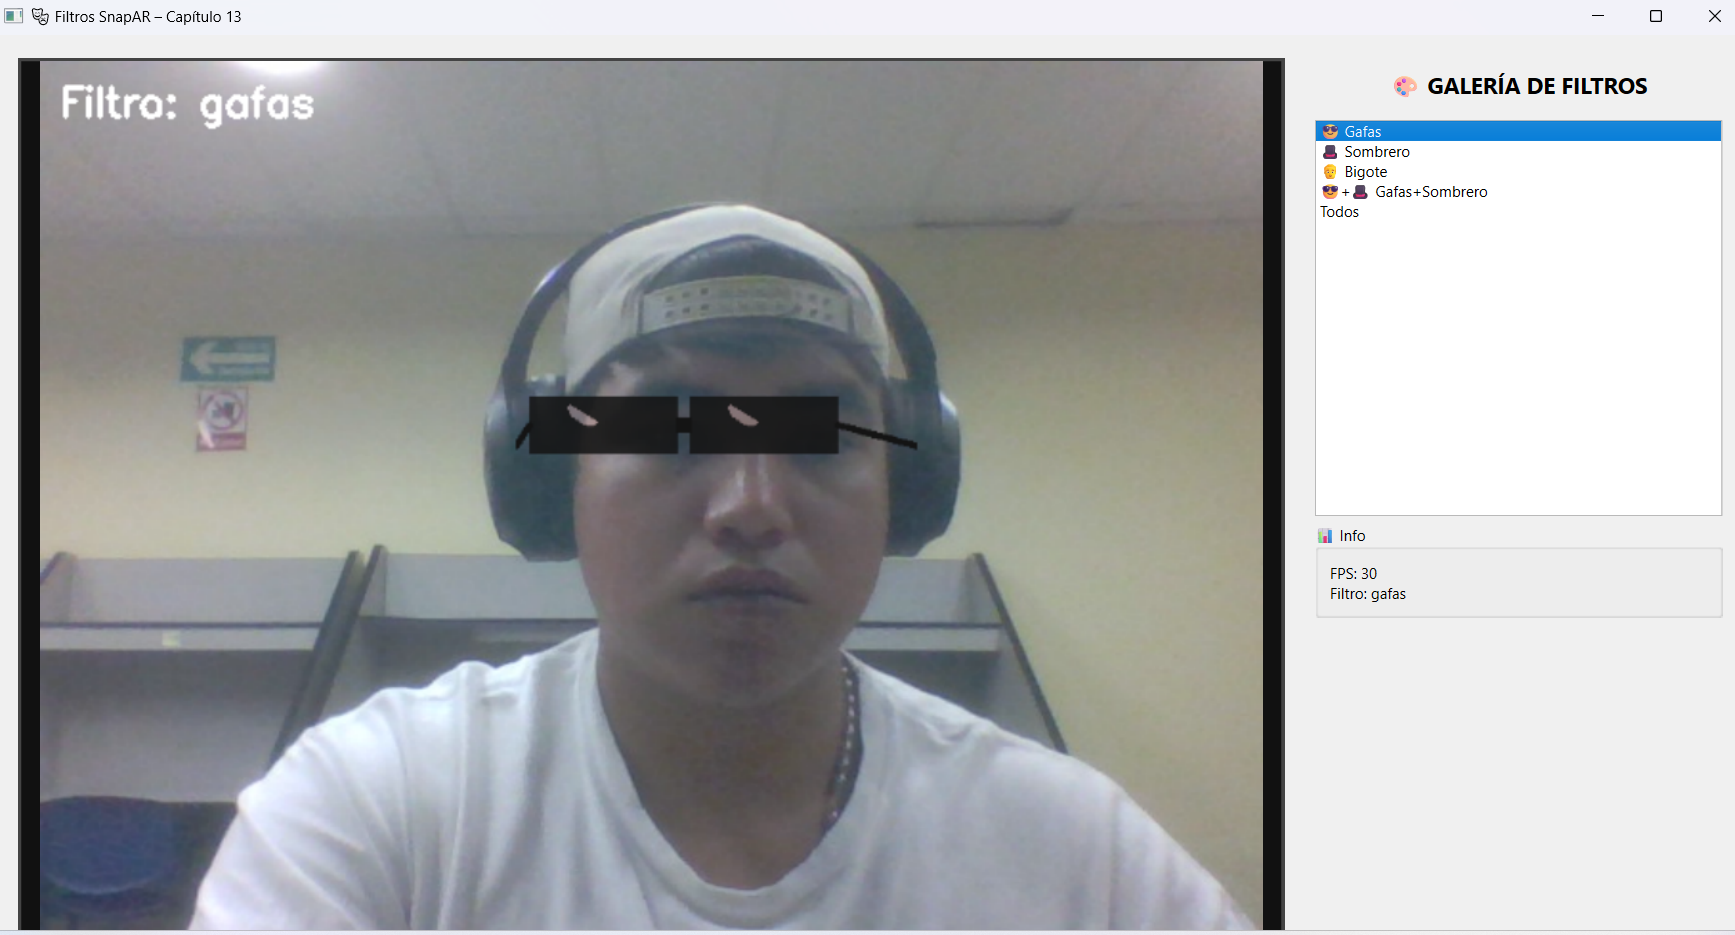 Filtros SnapAR – Capítulo 13
Filtro: gafas
GALERÍA DE FILTROS
Gafas
Sombrero
Bigote
+ Gafas+Sombrero
Todos
Info
FPS: 30
Filtro: gafas